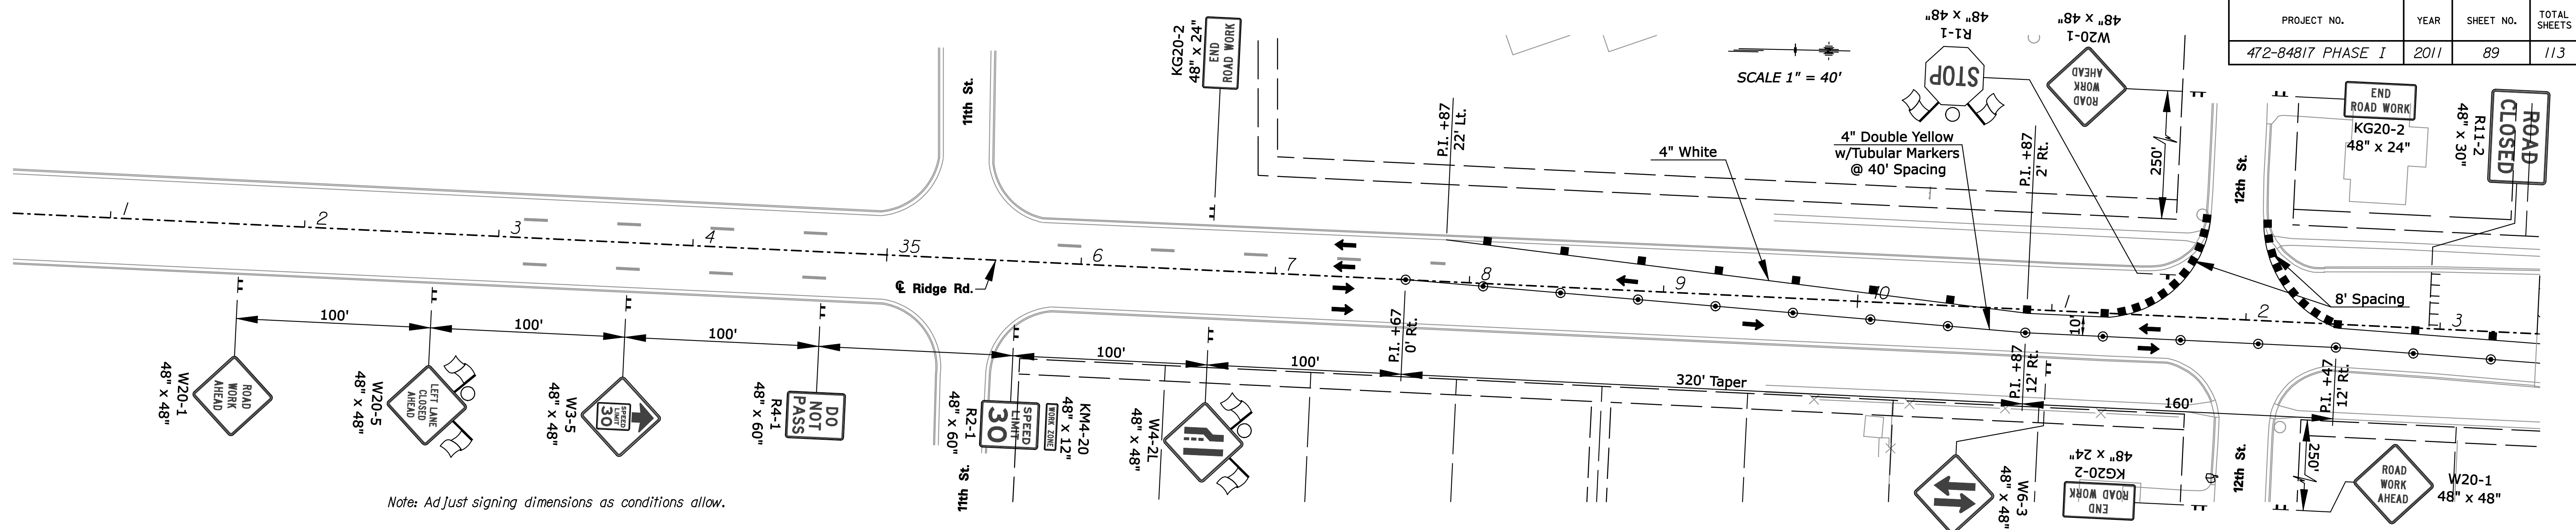 PROJECT NO.
YEAR
SHEET NO.
TOTAL
SHEETS
472-84817 PHASE I
2011
89
113
11th St.
KG20-2
48" x 24"
END
ROAD WORK
SCALE 1" = 40'
N
R1-1
48" x 48"
STOP
W20-1
48" x 48"
ROAD
WORK
AHEAD
250'
END
ROAD WORK
KG20-2
48" x 24"
R11-2
48" x 30"
ROAD
CLOSED
12th St.
P.I. +87
22' Lt.
4" White
4" Double Yellow
w/Tubular Markers
@ 40' Spacing
P.I. +87
2' Rt.
1
2
3
4
35
6
7
8
9
10
1
2
3
℄ Ridge Rd.
8' Spacing
10'
P.I. +67
0' Rt.
P.I. +87
12' Rt.
P.I. +47
12' Rt.
100'
100'
100'
100'
100'
320' Taper
160'
W20-1
48" x 48"
ROAD
WORK
AHEAD
W20-5
48" x 48"
LEFT LANE
CLOSED
AHEAD
W3-5
48" x 48"
SPEED
LIMIT
30
R4-1
48" x 60"
DO
NOT
PASS
11th St.
R2-1
48" x 60"
SPEED
LIMIT
30
WORK ZONE
KM4-20
48" x 12"
W4-2L
48" x 48"
W6-3
48" x 48"
KG20-2
48" x 24"
END
ROAD WORK
12th St.
250'
ROAD
WORK
AHEAD
W20-1
48" x 48"
Note: Adjust signing dimensions as conditions allow.